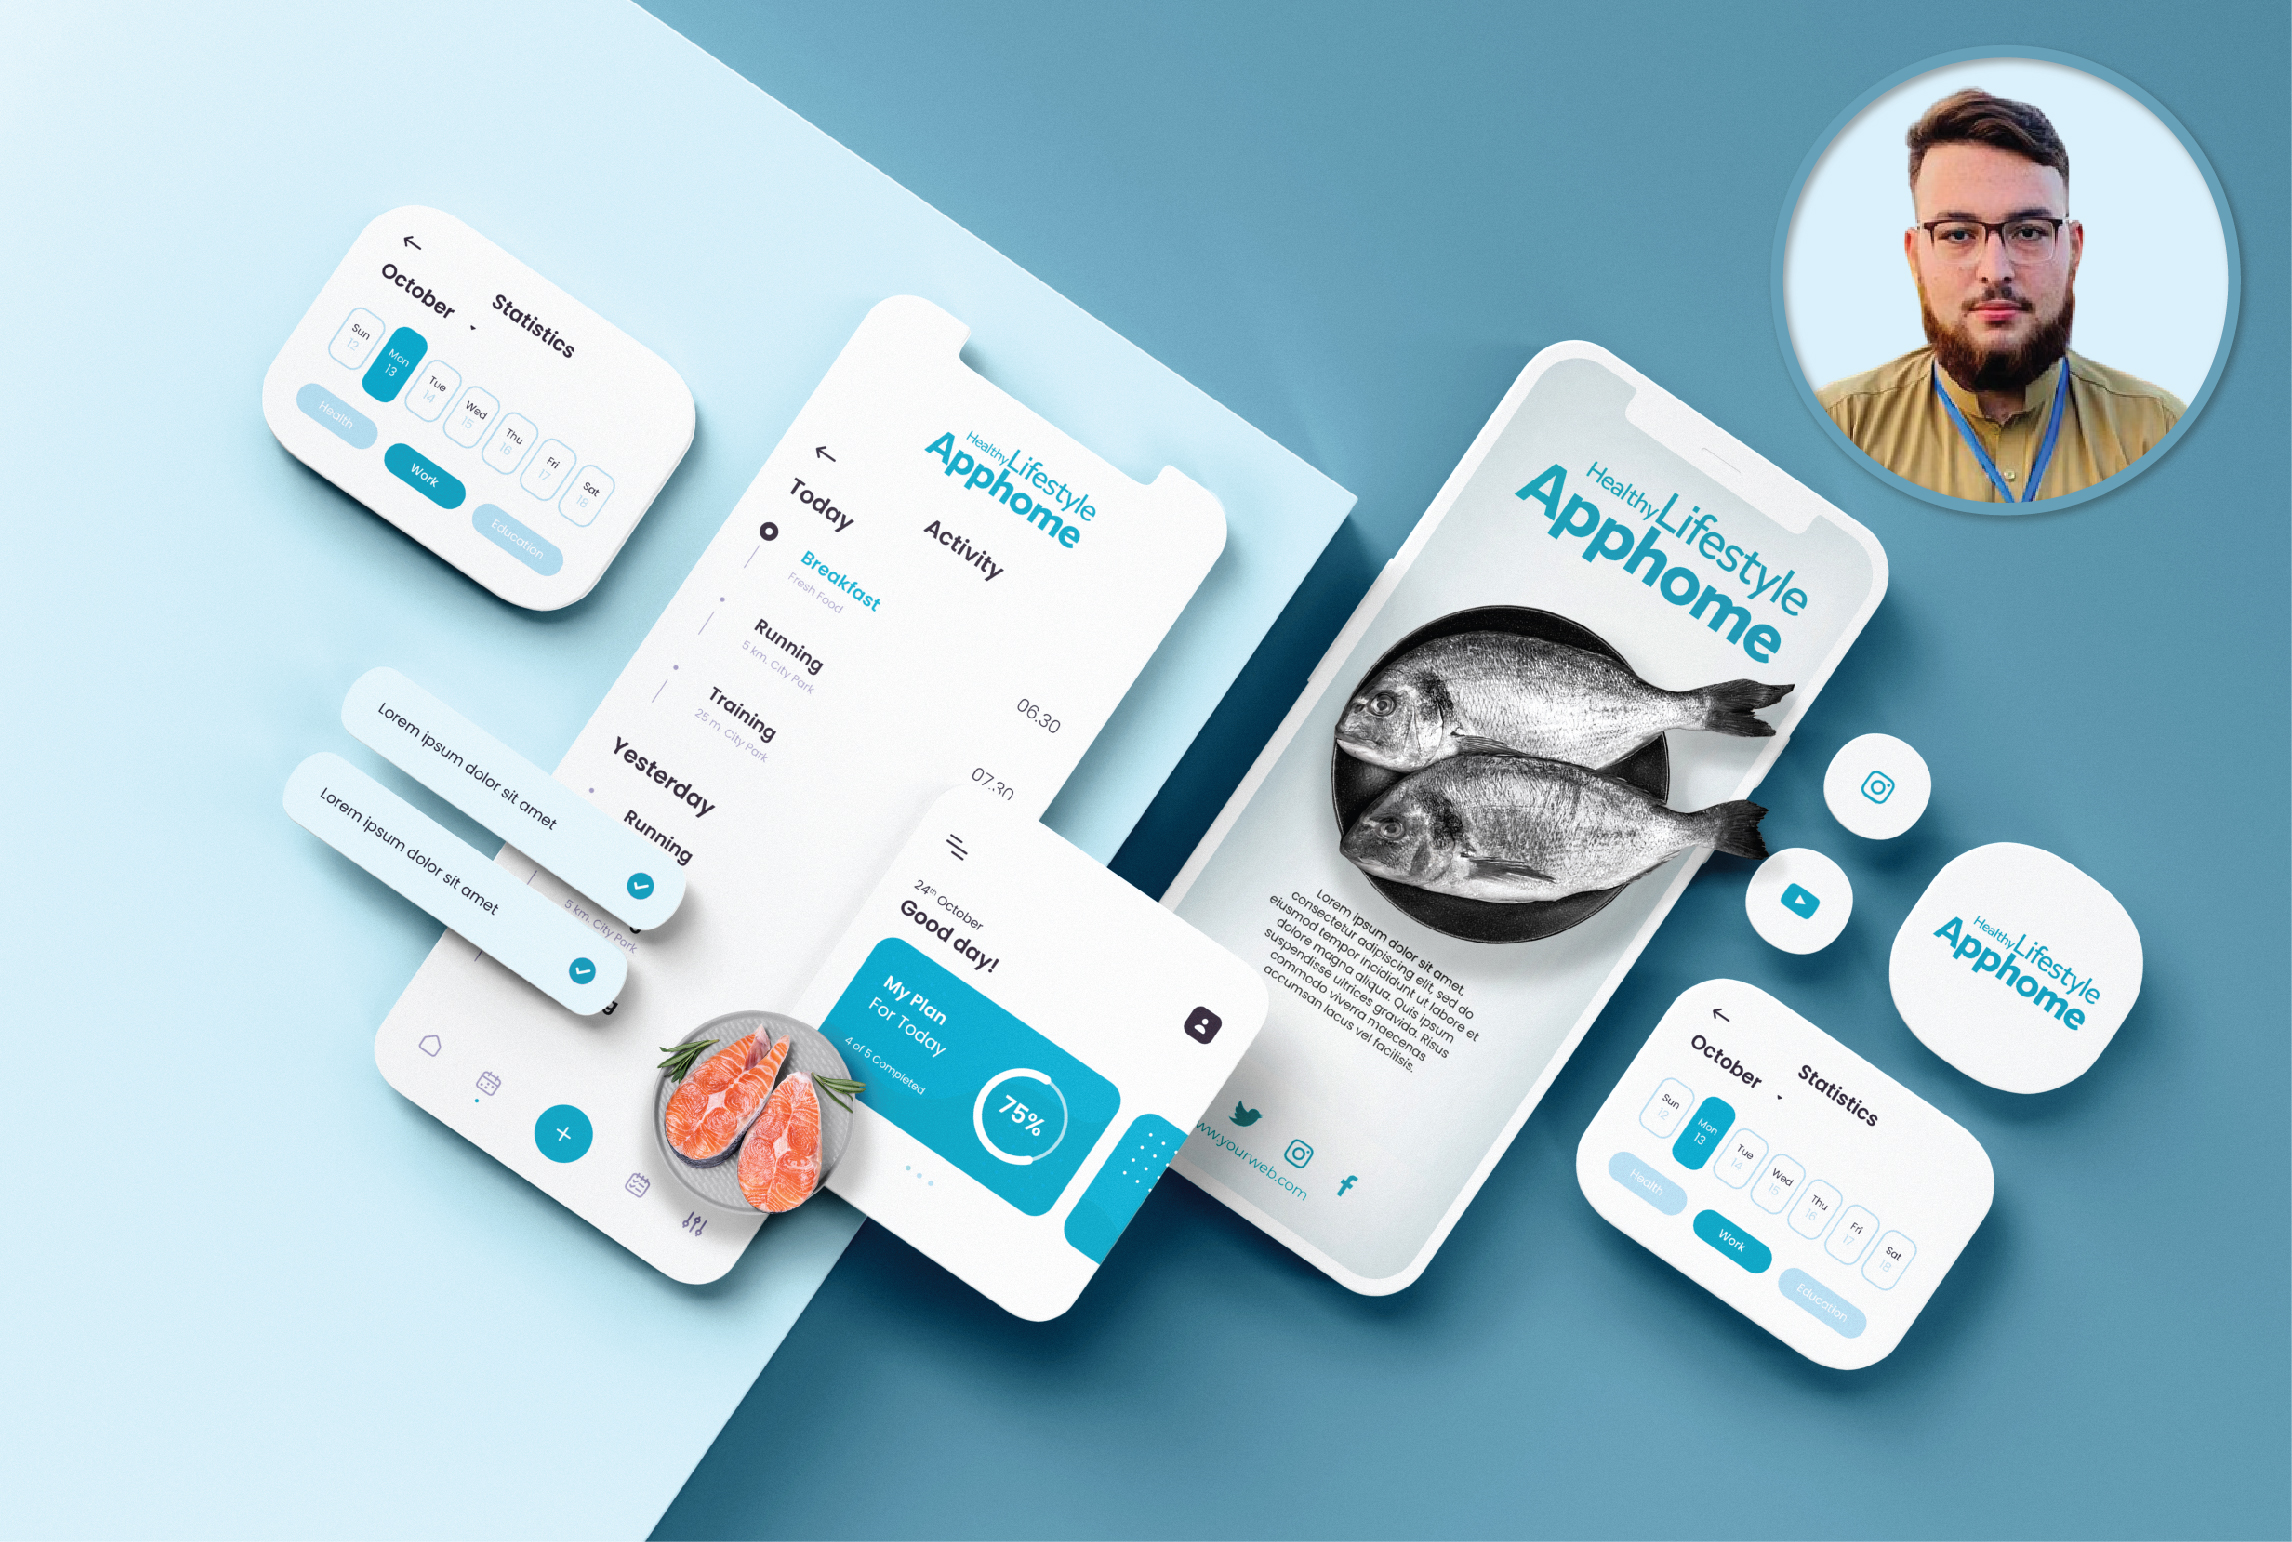 October
Statistics
Sun
12
Mon
13
Tue
14
Wed
15
Thu
16
Fri
17
Sat
18
Health
Work
Education
Healthy Lifestyle
Apphome
Today
Activity
Breakfast
Fresh Food
06.30
Running
5 km. City Park
07.30
Training
25 m. City Park
Yesterday
Running
5 km. City Park
Lorem ipsum dolor sit amet
Lorem ipsum dolor sit amet
24th October
Good day!
My Plan
For Today
4 of 5 Completed
75%
Healthy Lifestyle
Apphome
Lorem ipsum dolor sit amet,
consectetur adipiscing elit, sed do
eiusmod tempor incididunt ut labore et
dolore magna aliqua. Quis ipsum
suspendisse ultrices gravida. Risus
commodo viverra maecenas
accumsan lacus vel facilisis.
www.yourweb.com
Healthy Lifestyle
Apphome
October
Statistics
Sun
12
Mon
13
Tue
14
Wed
15
Thu
16
Fri
17
Sat
18
Health
Work
Education